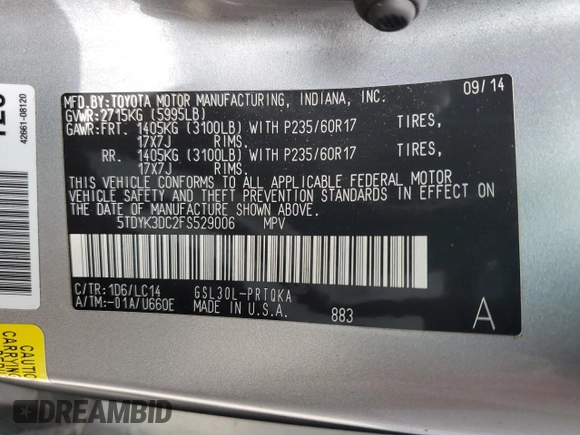 MFD.BY:TOYOTA MOTOR MANUFACTURING, INDIANA, INC. 09/14
GVWR:2715KG (5995LB)
GAWR:FRT. 1405KG (3100LB) WITH P235/60R17 TIRES,
17X7J RIMS.
RR. 1405KG (3100LB) WITH P235/60R17 TIRES,
17X7J RIMS.
THIS VEHICLE CONFORMS TO ALL APPLICABLE FEDERAL MOTOR
VEHICLE SAFETY AND THEFT PREVENTION STANDARDS IN EFFECT ON
THE DATE OF MANUFACTURE SHOWN ABOVE.
5TDYK3DC2FS529006 MPV
C/TR:1D6/LC14 GSL30L-PRTQKA
A/TM:-01A/U660E MADE IN U.S.A. 883 A
42661-08120
CAUTI
CARRYING
DREAMBID